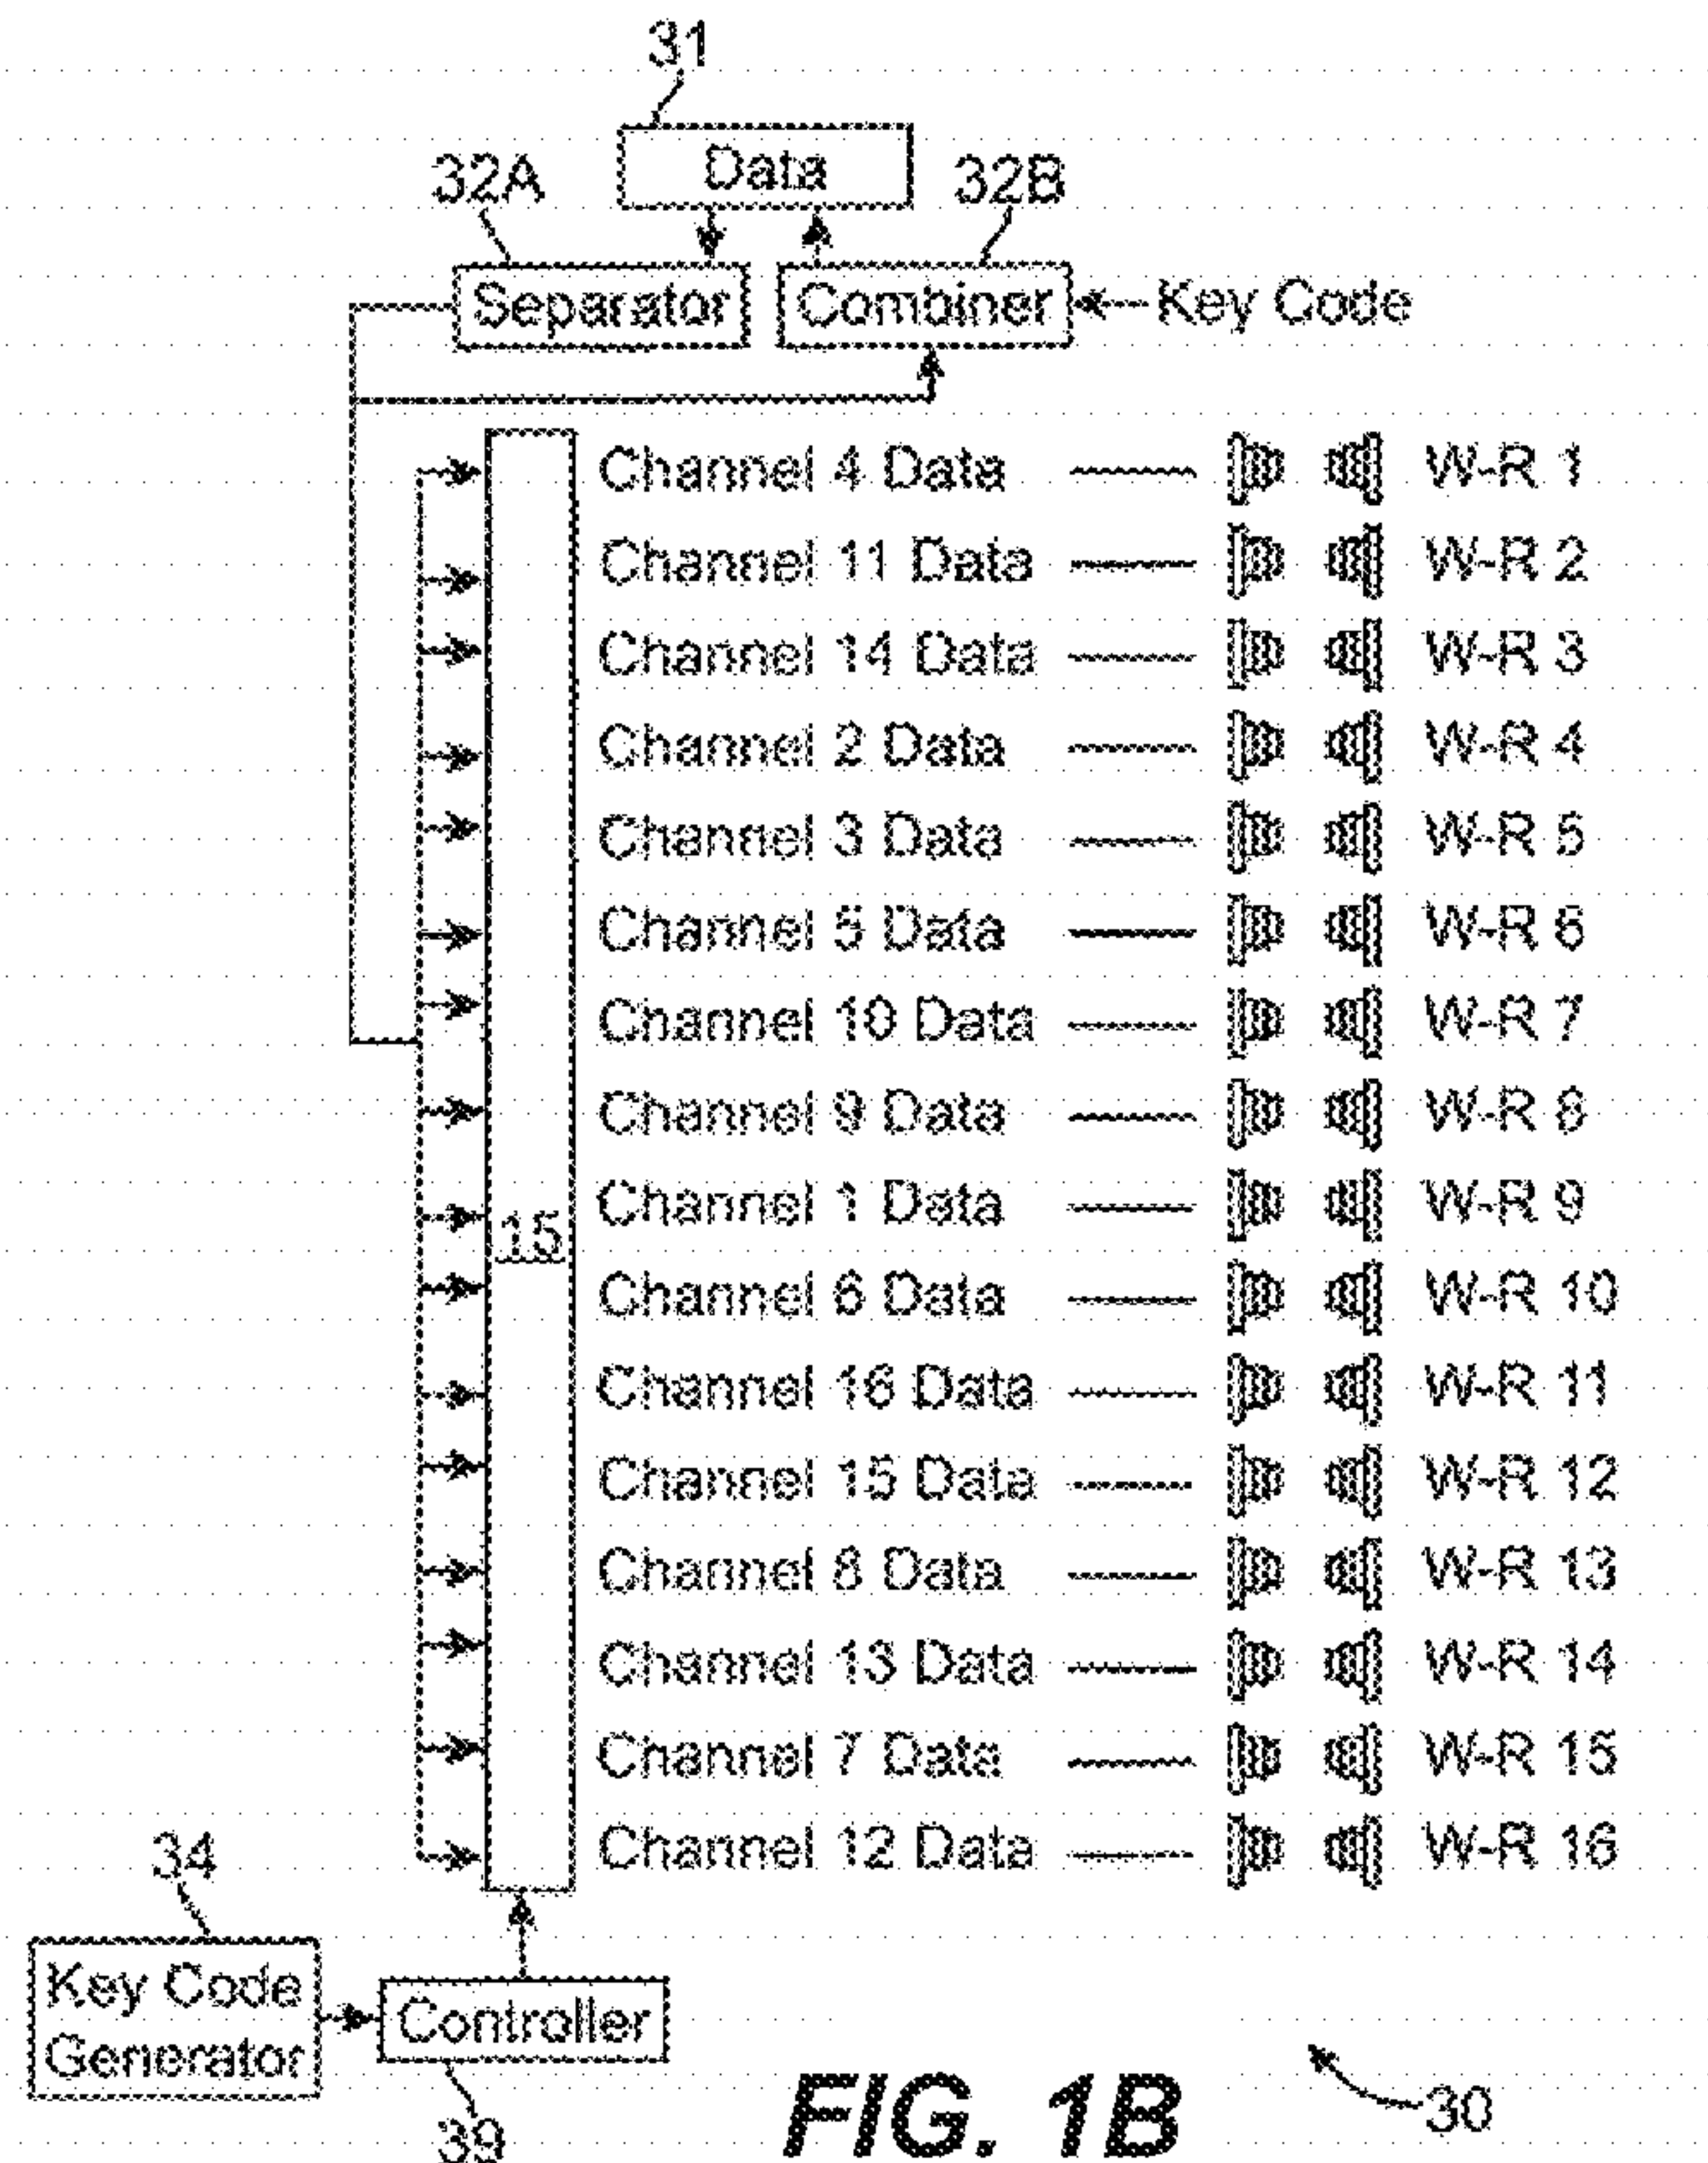 31
Data
32A
32B
Separator
Combiner
Key Code
Channel 4 Data W-R 1
Channel 11 Data W-R 2
Channel 14 Data W-R 3
Channel 2 Data W-R 4
Channel 3 Data W-R 5
Channel 5 Data W-R 6
Channel 10 Data W-R 7
Channel 9 Data W-R 8
Channel 1 Data W-R 9
15
Channel 6 Data W-R 10
Channel 16 Data W-R 11
Channel 15 Data W-R 12
Channel 8 Data W-R 13
Channel 13 Data W-R 14
Channel 7 Data W-R 15
Channel 12 Data W-R 16
34
Key Code
Generator
Controller
39
FIG. 1B
30